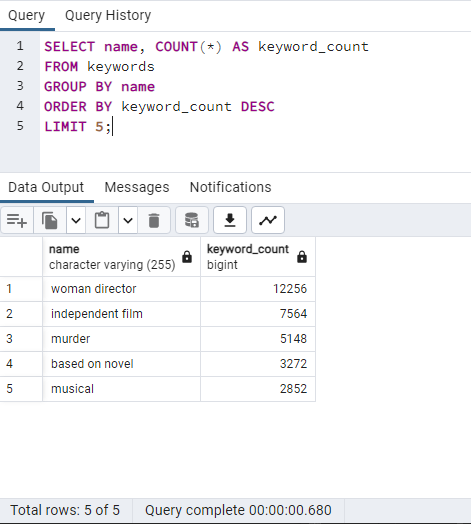 Query Query History
1 SELECT name, COUNT(*) AS keyword_count
2 FROM keywords
3 GROUP BY name
4 ORDER BY keyword_count DESC
5 LIMIT 5;
Data Output Messages Notifications
name keyword_count
character varying (255) bigint
1 woman director 12256
2 independent film 7564
3 murder 5148
4 based on novel 3272
5 musical 2852
Total rows: 5 of 5 Query complete 00:00:00.680